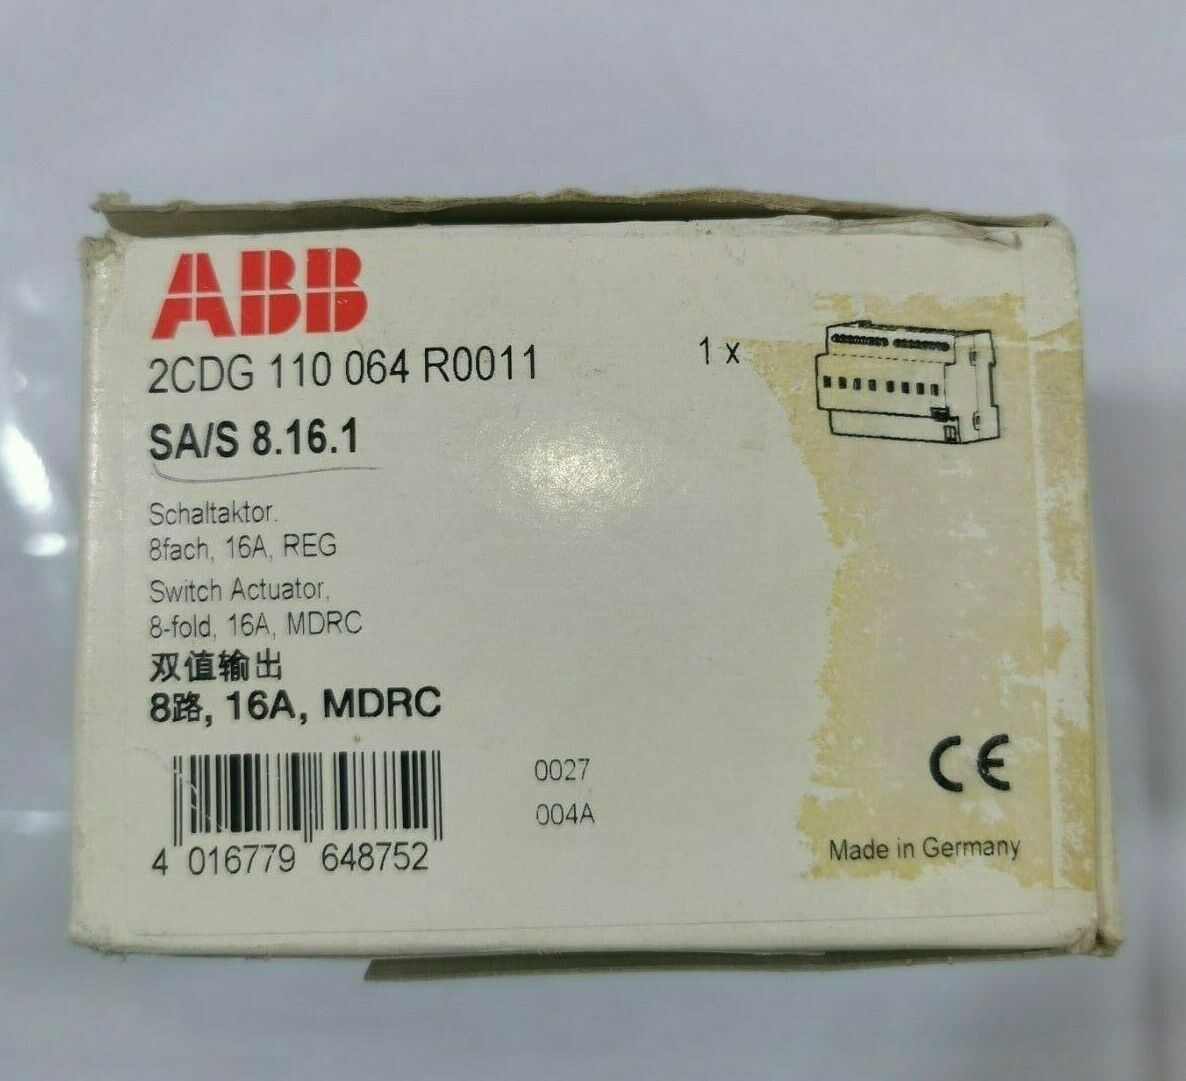 ABB
2CDG 110 064 R0011
1 x
SA/S 8.16.1
Schaltaktor,
8fach, 16A, REG
Switch Actuator,
8-fold, 16A, MDRC
双值输出
8路, 16A, MDRC
0027
004A
4 016779 648752
CE
Made in Germany